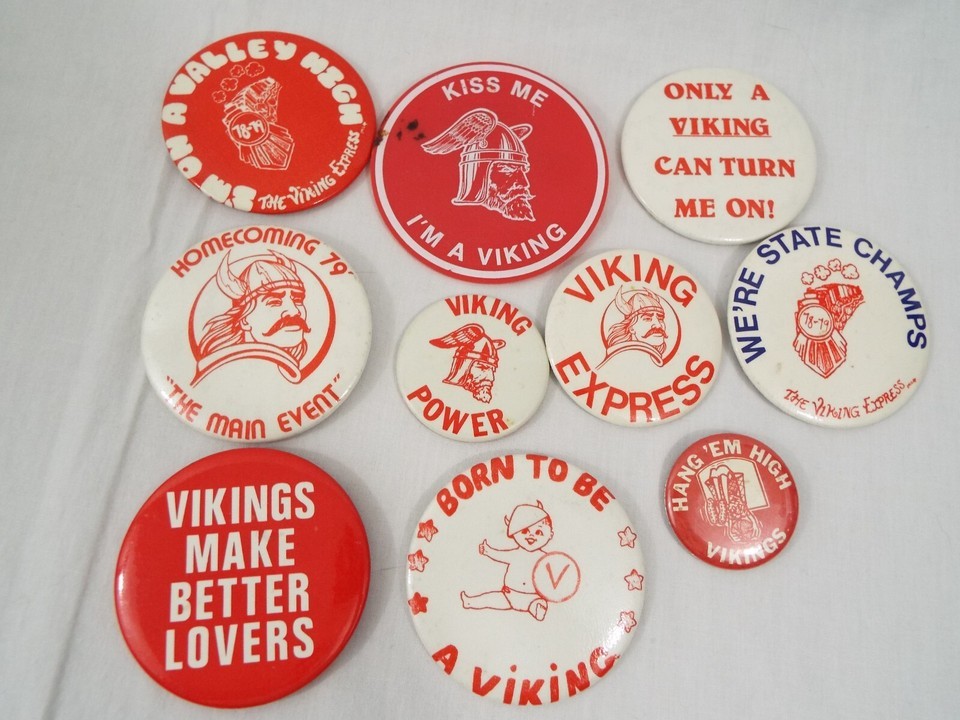 I'M ON A VALLEY HIGH
78-79
THE VIKING EXPRESS
KISS ME
I'M A VIKING
ONLY A
VIKING
CAN TURN
ME ON!
HOMECOMING 79'
"THE MAIN EVENT"
VIKING
POWER
VIKING
EXPRESS
WE'RE STATE CHAMPS
78-79
THE VIKING EXPRESS
VIKINGS
MAKE
BETTER
LOVERS
BORN TO BE
V
A VIKING
HANG 'EM HIGH
VIKINGS